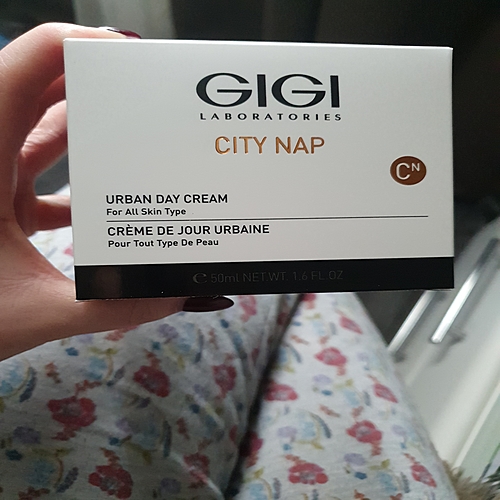 GIGI
LABORATORIES
CITY NAP
CN
URBAN DAY CREAM
For All Skin Type
CRÈME DE JOUR URBAINE
Pour Tout Type De Peau
50ml NET.WT. 1.6 FL.OZ